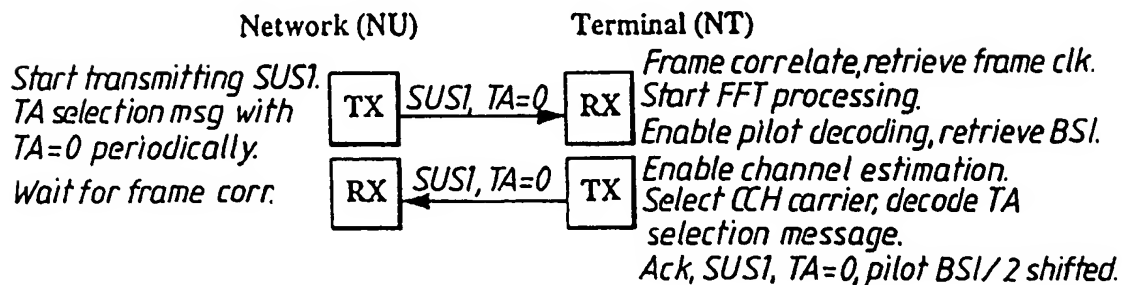 Network (NU) Terminal (NT)
Start transmitting SUS1.
TA selection msg with
TA=0 periodically.
Wait for frame corr.
TX
SUS1, TA=0
RX
RX
SUS1, TA=0
TX
Frame correlate, retrieve frame clk.
Start FFT processing.
Enable pilot decoding, retrieve BSI.
Enable channel estimation.
Select CCH carrier, decode TA
selection message.
Ack, SUS1, TA=0, pilot BSI/2 shifted.